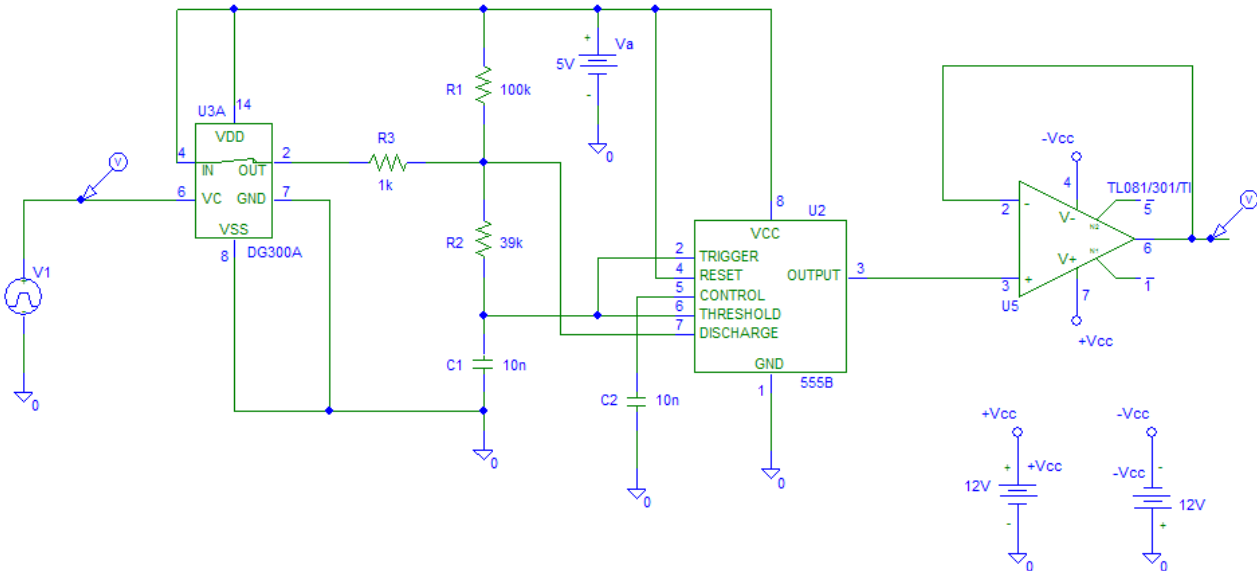 Va
5V
+
-
0
R1
100k
U3A
14
VDD
4
IN
OUT
2
R3
1k
V
6
VC
GND
7
VSS
8
DG300A
V1
+
-
0
R2
39k
C1
10n
0
C2
10n
0
U2
8
VCC
2
TRIGGER
4
RESET
5
CONTROL
6
THRESHOLD
7
DISCHARGE
OUTPUT
3
GND
1
555B
0
-Vcc
4
TL081/301/TI
2
-
V-
N2
5
V
6
N1
V+
3
+
U5
1
7
+Vcc
+Vcc
+
+Vcc
12V
-
0
-Vcc
-
-Vcc
12V
+
0